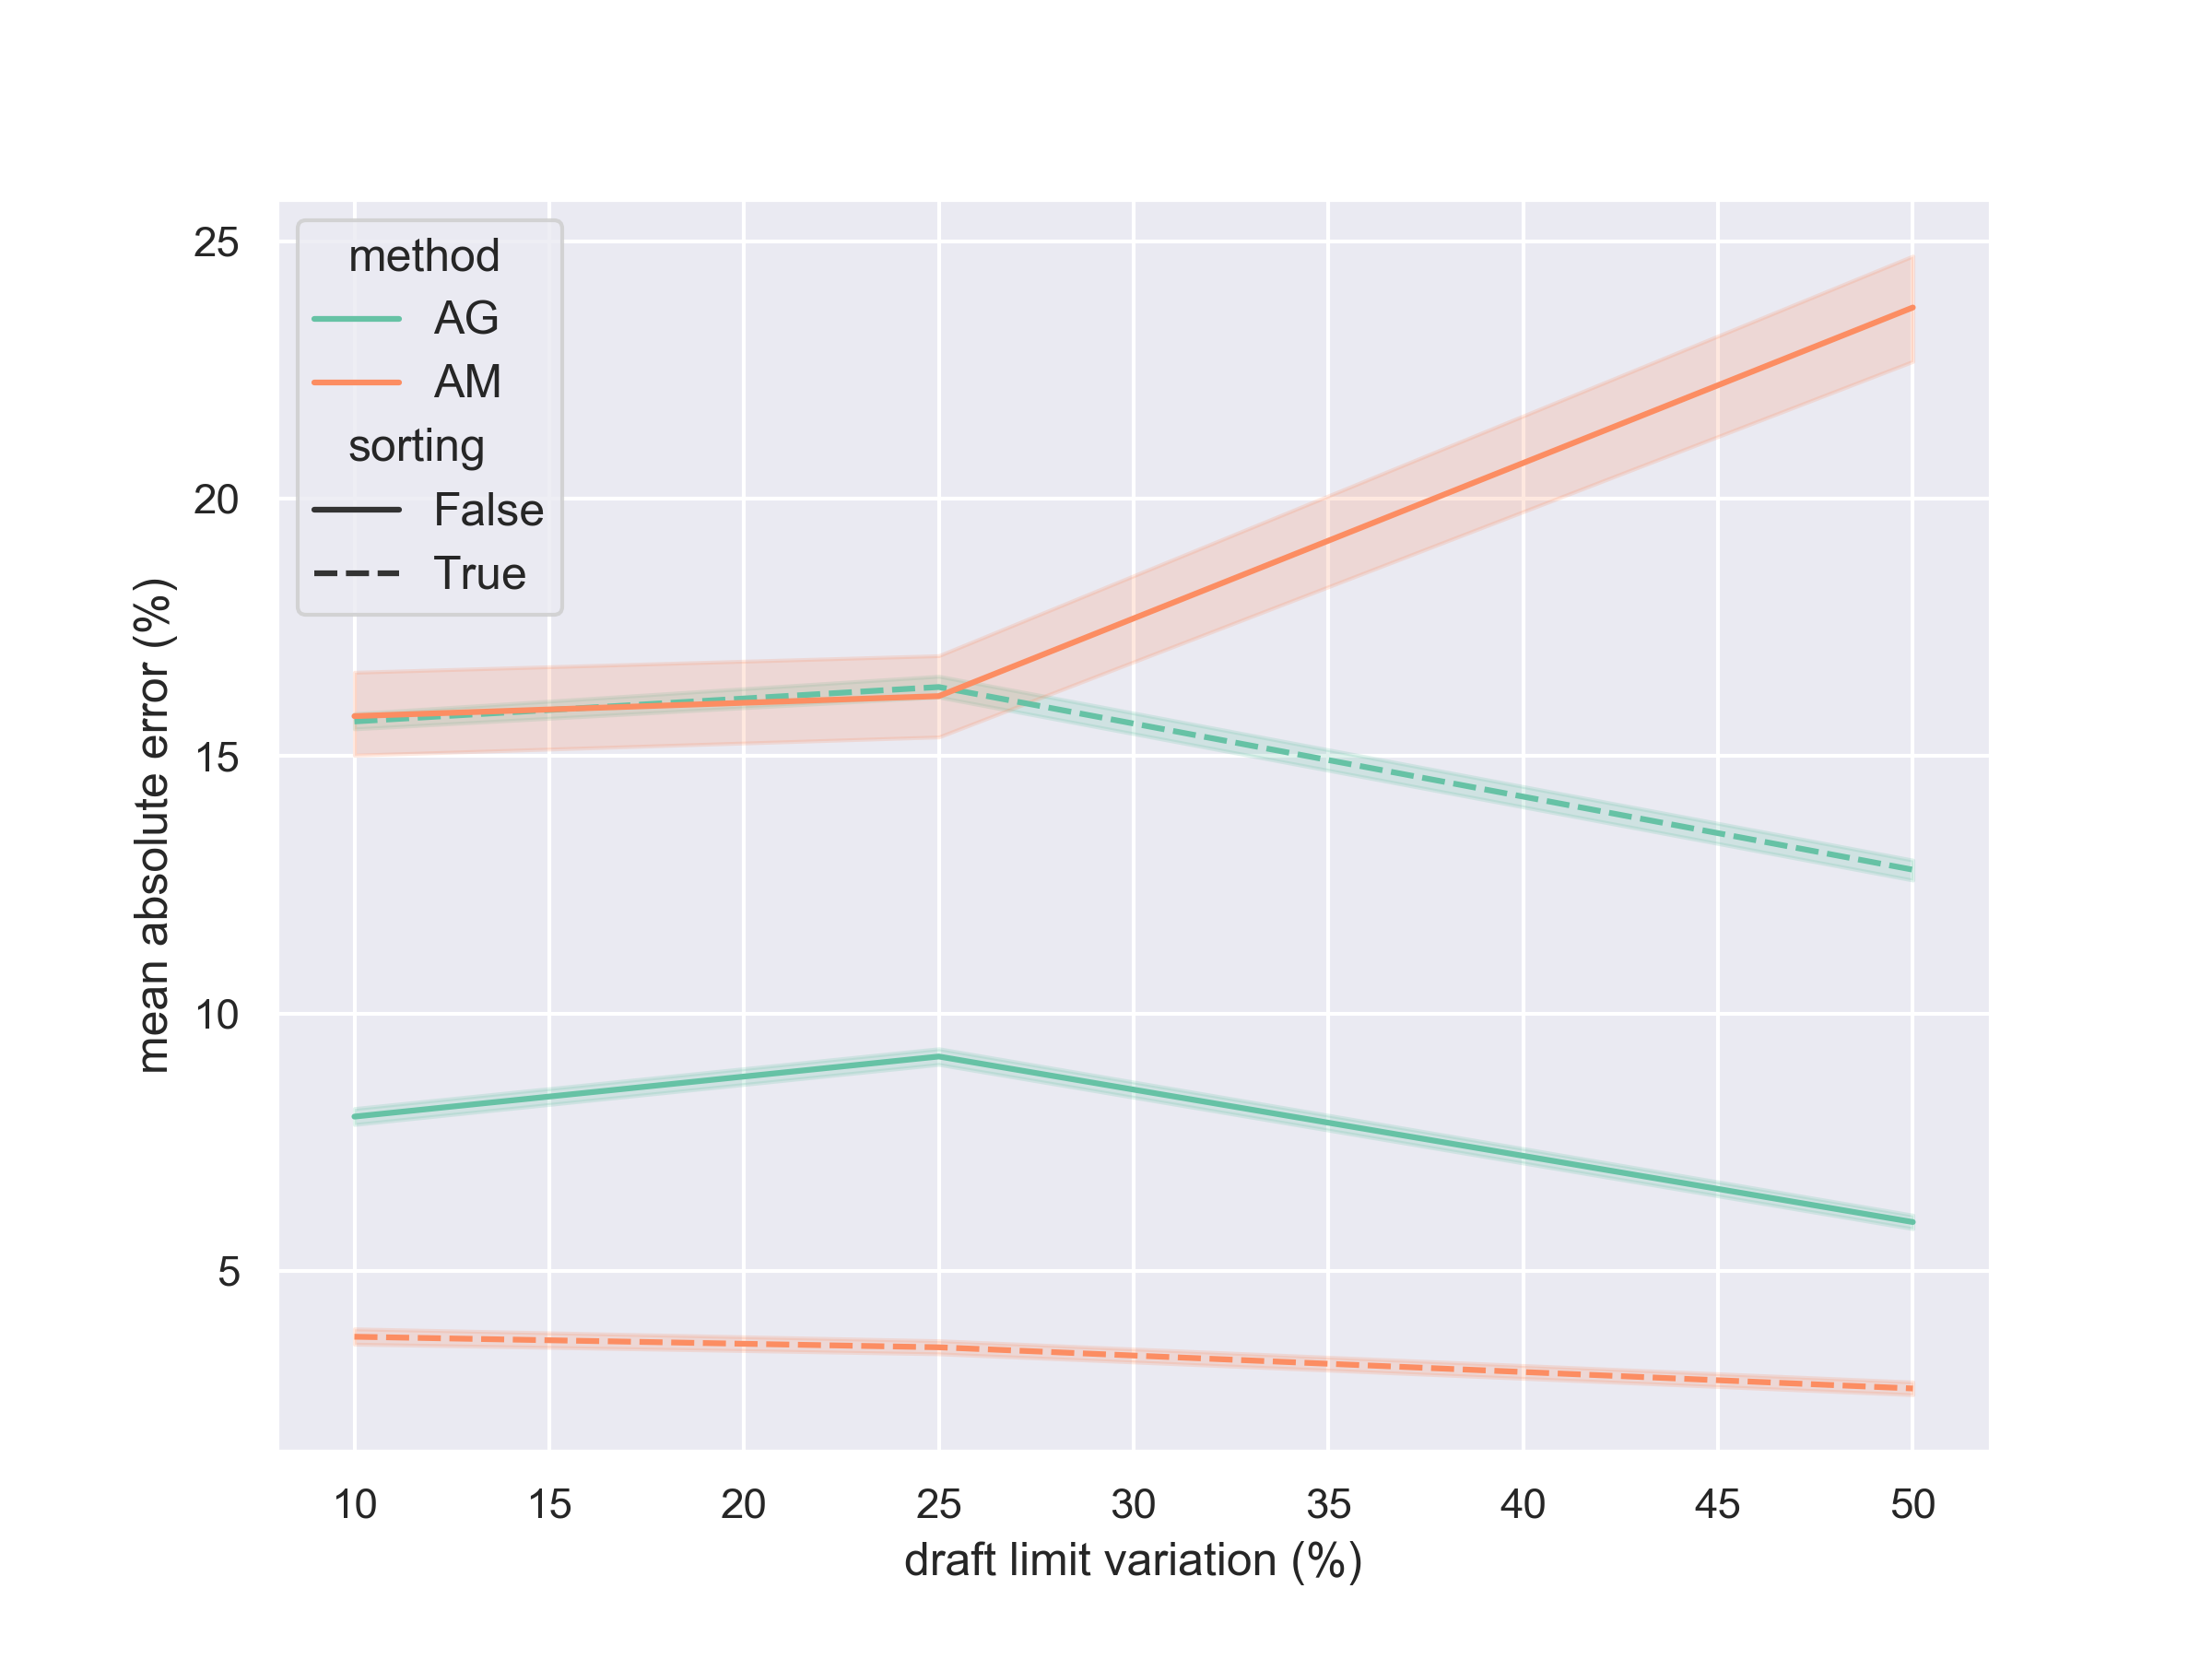 method
AG
AM
sorting
False
True
25
20
15
10
5
mean absolute error (%)
10 15 20 25 30 35 40 45 50
draft limit variation (%)